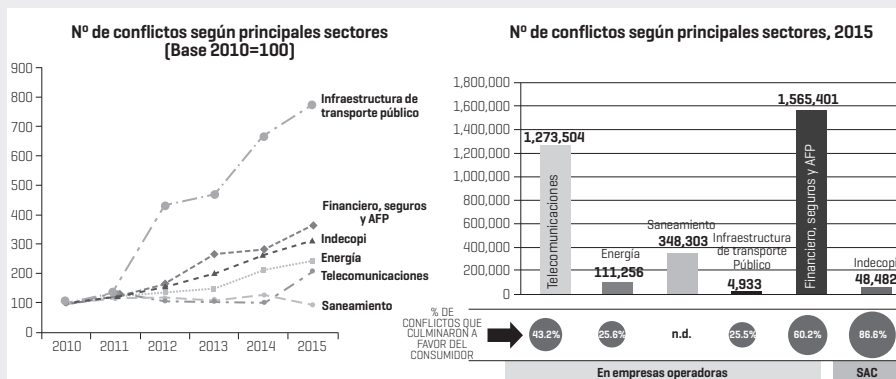 Nº de conflictos según principales sectores
(Base 2010=100)
900
800
700
600
500
400
300
200
100
0
2010 2011 2012 2013 2014 2015
Infraestructura de
transporte público
Financiero, seguros
y AFP
Indecopi
Energía
Telecomunicaciones
Saneamiento
Nº de conflictos según principales sectores, 2015
1,800,000
1,600,000
1,400,000
1,200,000
1,000,000
800,000
600,000
400,000
200,000
0
1,273,504
Telecomunicaciones
Energía
111,256
Saneamiento
348,303
Infraestructura
de transporte
Público
4,933
1,565,401
Financiero, seguros y AFP
Indecopi
48,482
% DE
CONFLICTOS QUE
CULMINARON A
FAVOR DEL
CONSUMIDOR
43.2% 25.6% n.d. 25.5% 60.2% 86.6%
En empresas operadoras SAC